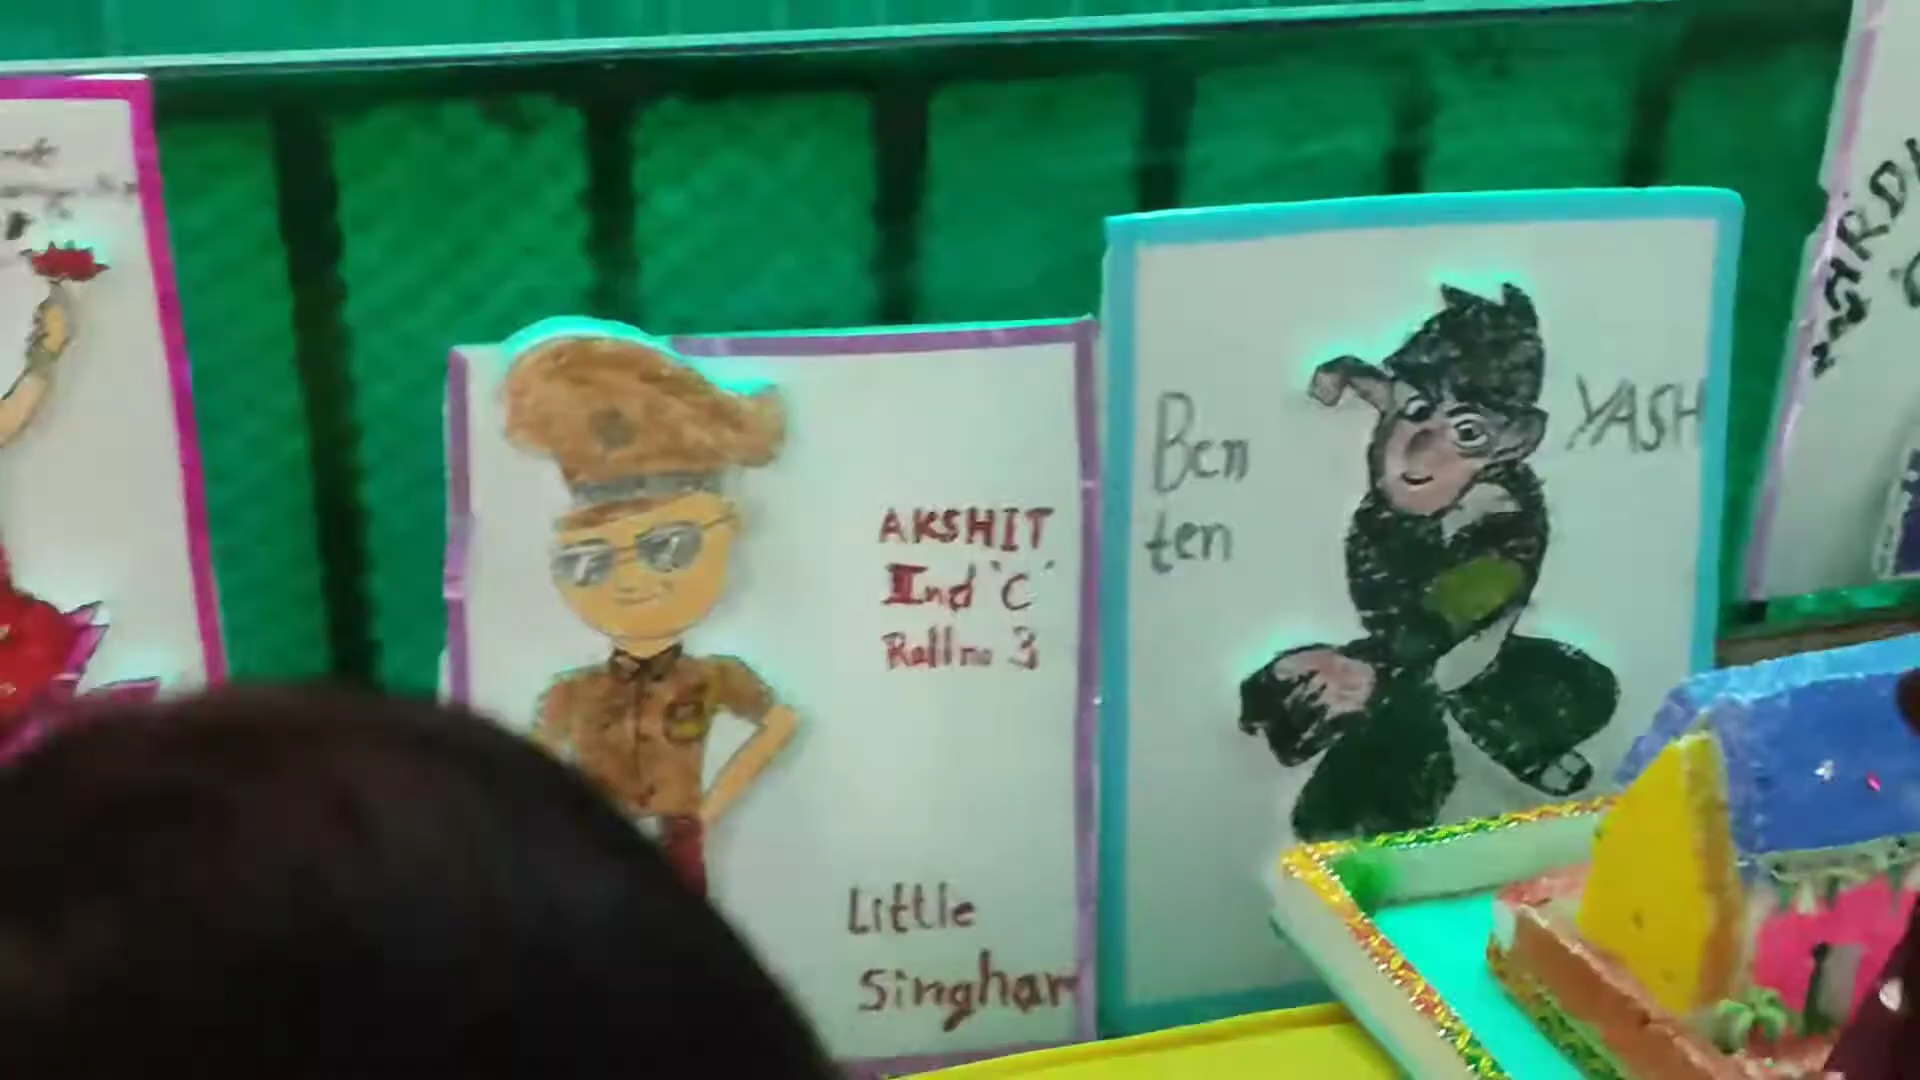 AKSHIT
IInd 'C'
Roll no 3
Little
Singham
Ben
ten
YASH